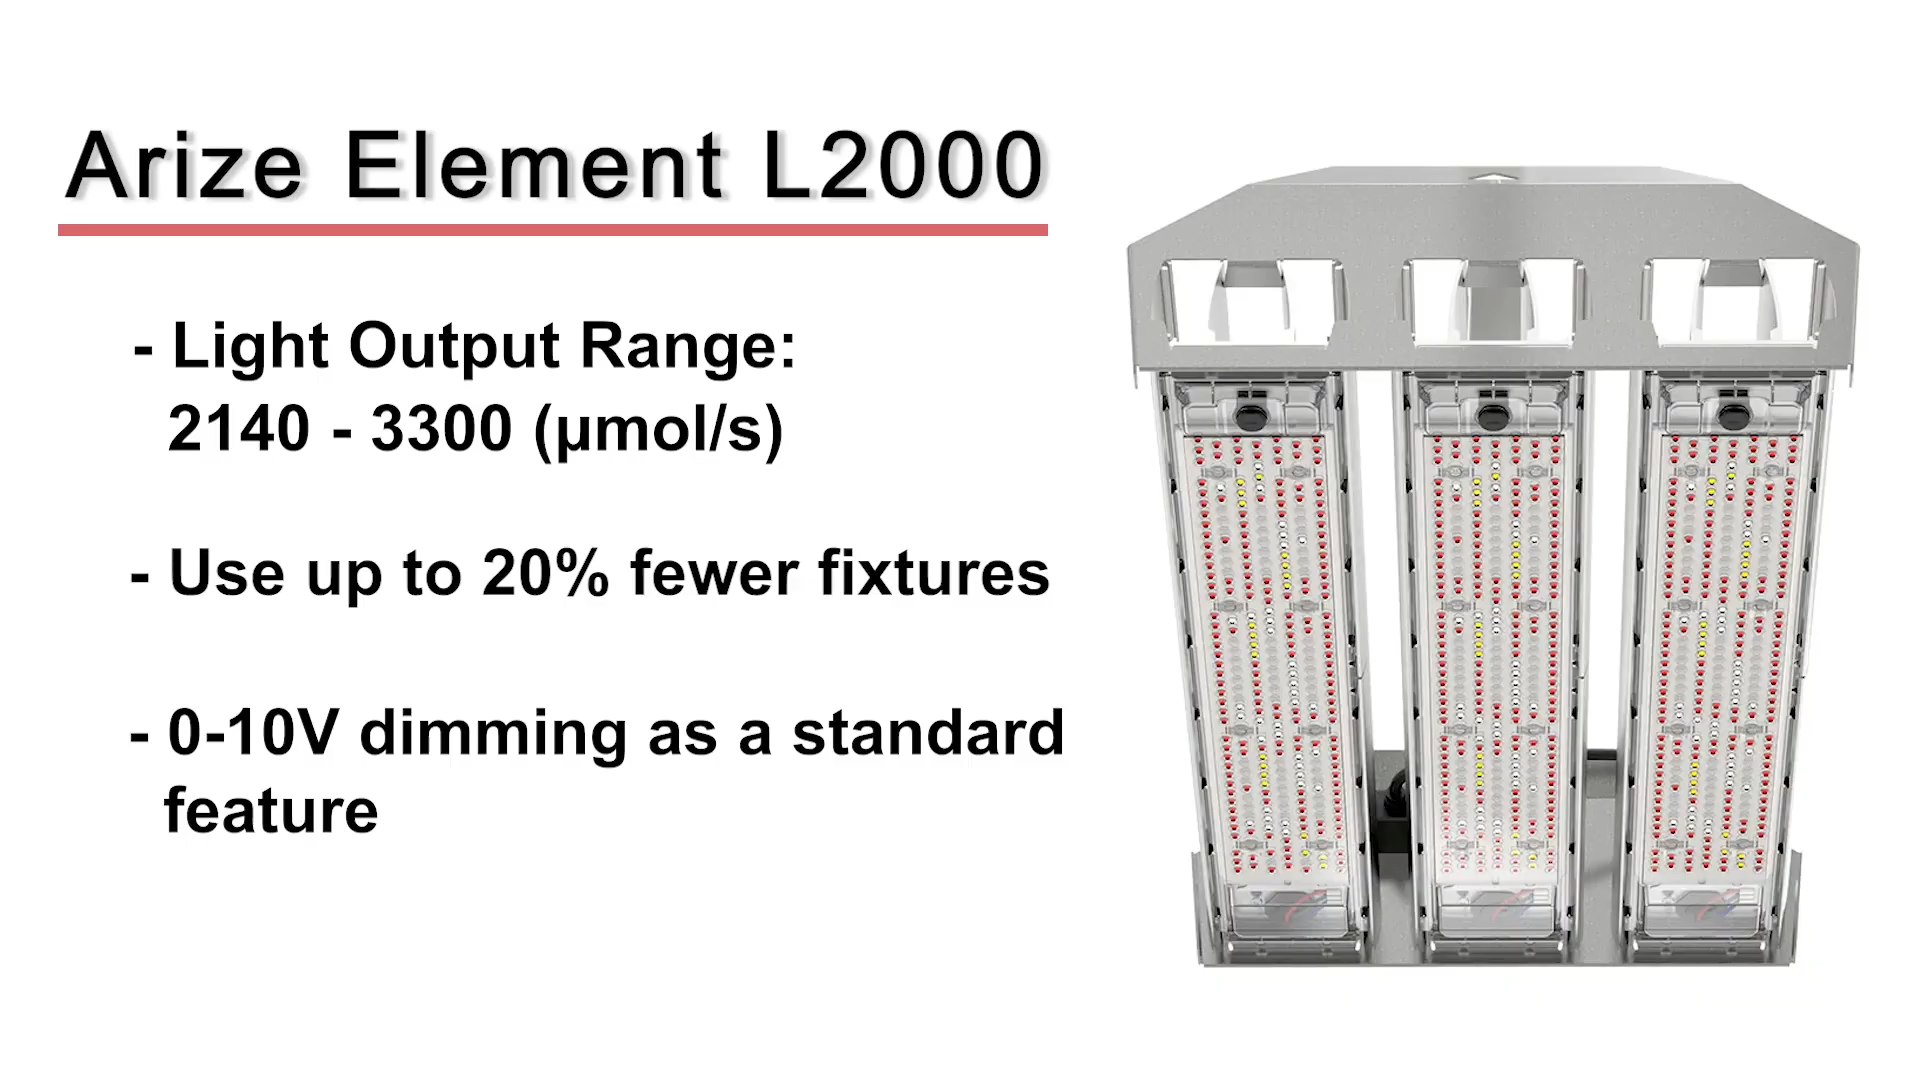 Arize Element L2000
- Light Output Range:
2140 - 3300 (µmol/s)
- Use up to 20% fewer fixtures
- 0-10V dimming as a standard
feature